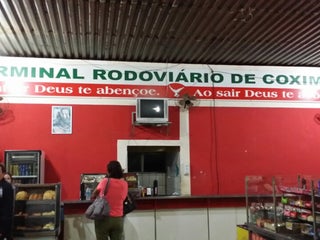 RMINAL RODOVIÁRIO DE COXIM
Deus te abençoe. Ao sair Deus te